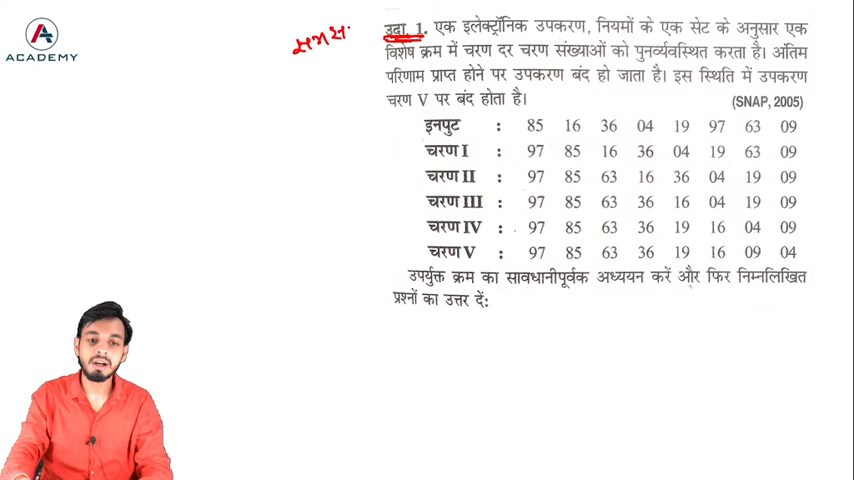 ACADEMY
उदा. 1. एक इलेक्ट्रॉनिक उपकरण, नियमों के एक सेट के अनुसार एक
विशेष क्रम में चरण दर चरण संख्याओं को पुनर्व्यवस्थित करता है। अंतिम
परिणाम प्राप्त होने पर उपकरण बंद हो जाता है। इस स्थिति में उपकरण
चरण V पर बंद होता है। (SNAP, 2005)
इनपुट : 85 16 36 04 19 97 63 09
चरण I : 97 85 16 36 04 19 63 09
चरण II : 97 85 63 16 36 04 19 09
चरण III : 97 85 63 36 16 04 19 09
चरण IV : 97 85 63 36 19 16 04 09
चरण V : 97 85 63 36 19 16 09 04
उपर्युक्त क्रम का सावधानीपूर्वक अध्ययन करें और फिर निम्नलिखित
प्रश्नों का उत्तर दें: